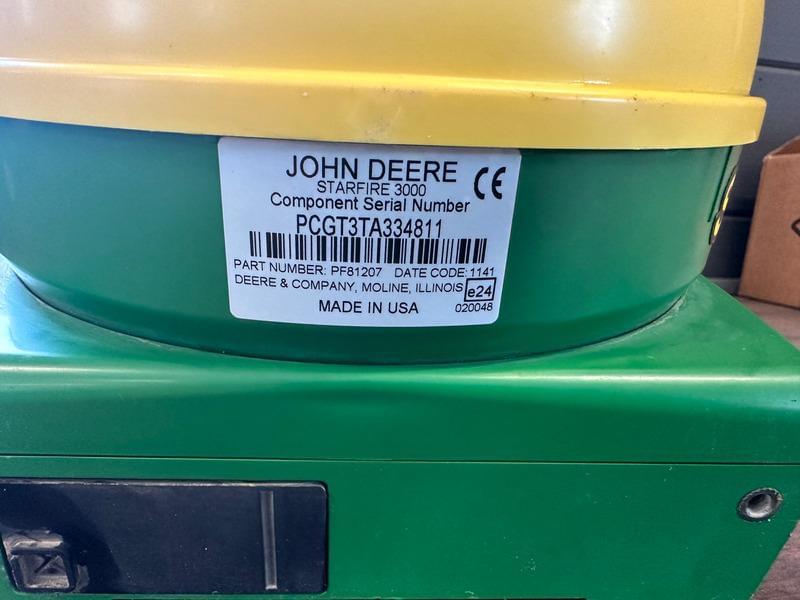 JOHN DEERE
STARFIRE 3000
CE
Component Serial Number
PCGT3TA334811
PART NUMBER: PF81207 DATE CODE: 1141
DEERE & COMPANY, MOLINE, ILLINOIS e24
MADE IN USA 020048